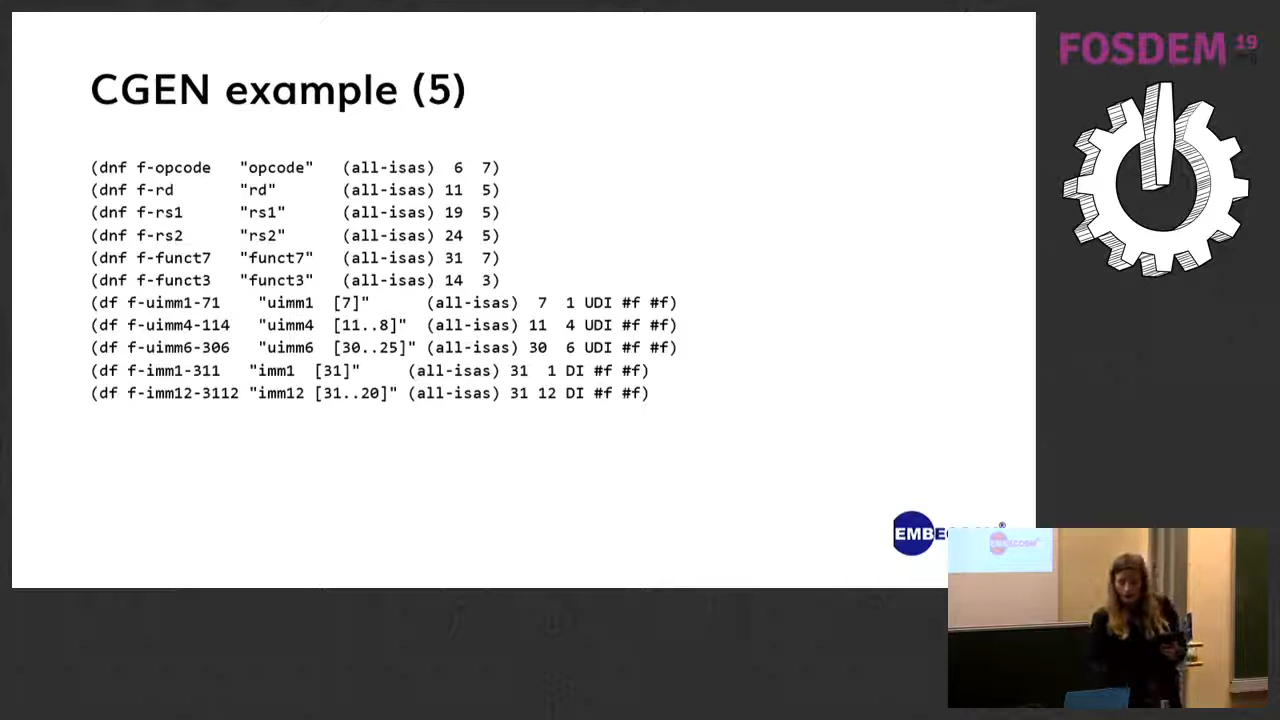 CGEN example (5)
(dnf f-opcode "opcode" (all-isas) 6 7)
(dnf f-rd "rd" (all-isas) 11 5)
(dnf f-rs1 "rs1" (all-isas) 19 5)
(dnf f-rs2 "rs2" (all-isas) 24 5)
(dnf f-funct7 "funct7" (all-isas) 31 7)
(dnf f-funct3 "funct3" (all-isas) 14 3)
(df f-uimm1-71 "uimm1 [7]" (all-isas) 7 1 UDI #f #f)
(df f-uimm4-114 "uimm4 [11..8]" (all-isas) 11 4 UDI #f #f)
(df f-uimm6-306 "uimm6 [30..25]" (all-isas) 30 6 UDI #f #f)
(df f-imm1-311 "imm1 [31]" (all-isas) 31 1 DI #f #f)
(df f-imm12-3112 "imm12 [31..20]" (all-isas) 31 12 DI #f #f)
FOSDEM 19
EMBECOSM®